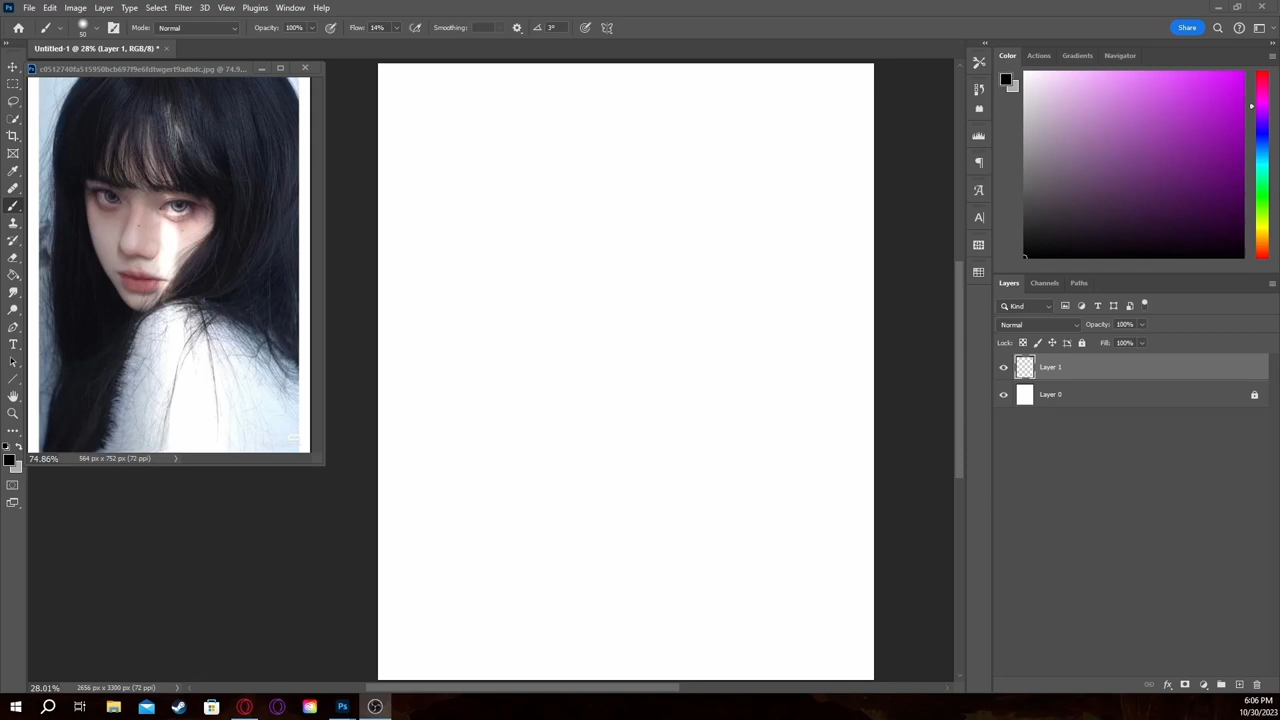 File Edit Image Layer Type Select Filter 3D View Plugins Window Help
50 Mode: Normal Opacity: 100% Flow: 14% Smoothing: 3° Share
Untitled-1 @ 28% (Layer 1, RGB/8) *
Color Actions Gradients Navigator
74.86% 564 px x 752 px (72 ppi)
Layers Channels Paths
Kind
Normal Opacity: 100%
Lock: Fill: 100%
Layer 1
Layer 0
28.01% 2656 px x 3300 px (72 ppi)
6:06 PM
10/30/2023